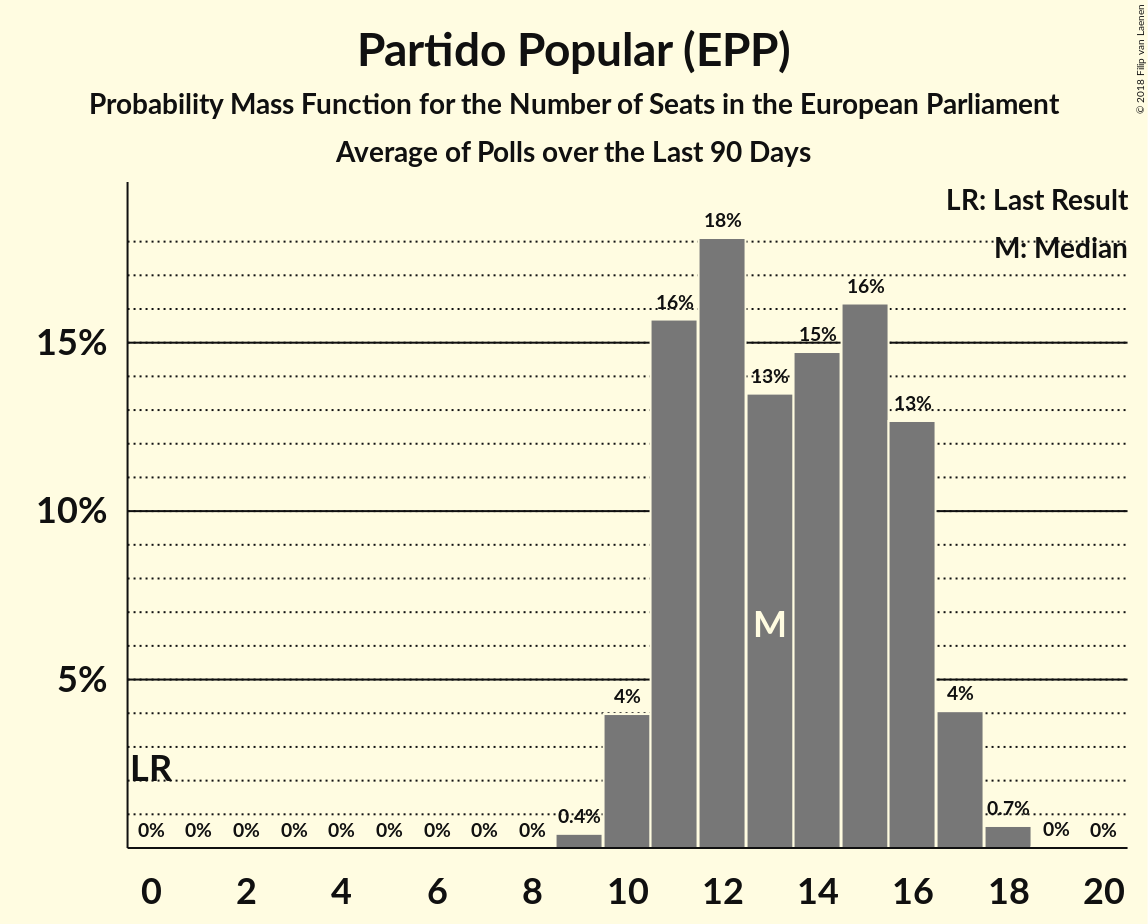 © 2018 Filip van Laenen
Partido Popular (EPP)
Probability Mass Function for the Number of Seats in the European Parliament
Average of Polls over the Last 90 Days
LR: Last Result
M: Median
15%
10%
5%
LR
M
0% 0% 0% 0% 0% 0% 0% 0% 0% 0.4% 4% 16% 18% 13% 15% 16% 13% 4% 0.7% 0% 0%
0 2 4 6 8 10 12 14 16 18 20